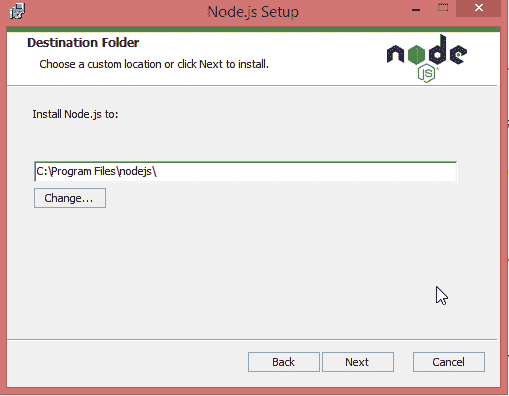 Node.js Setup
Destination Folder
Choose a custom location or click Next to install.
node
JS
Install Node.js to:
C:\Program Files\nodejs\
Change...
Back Next Cancel